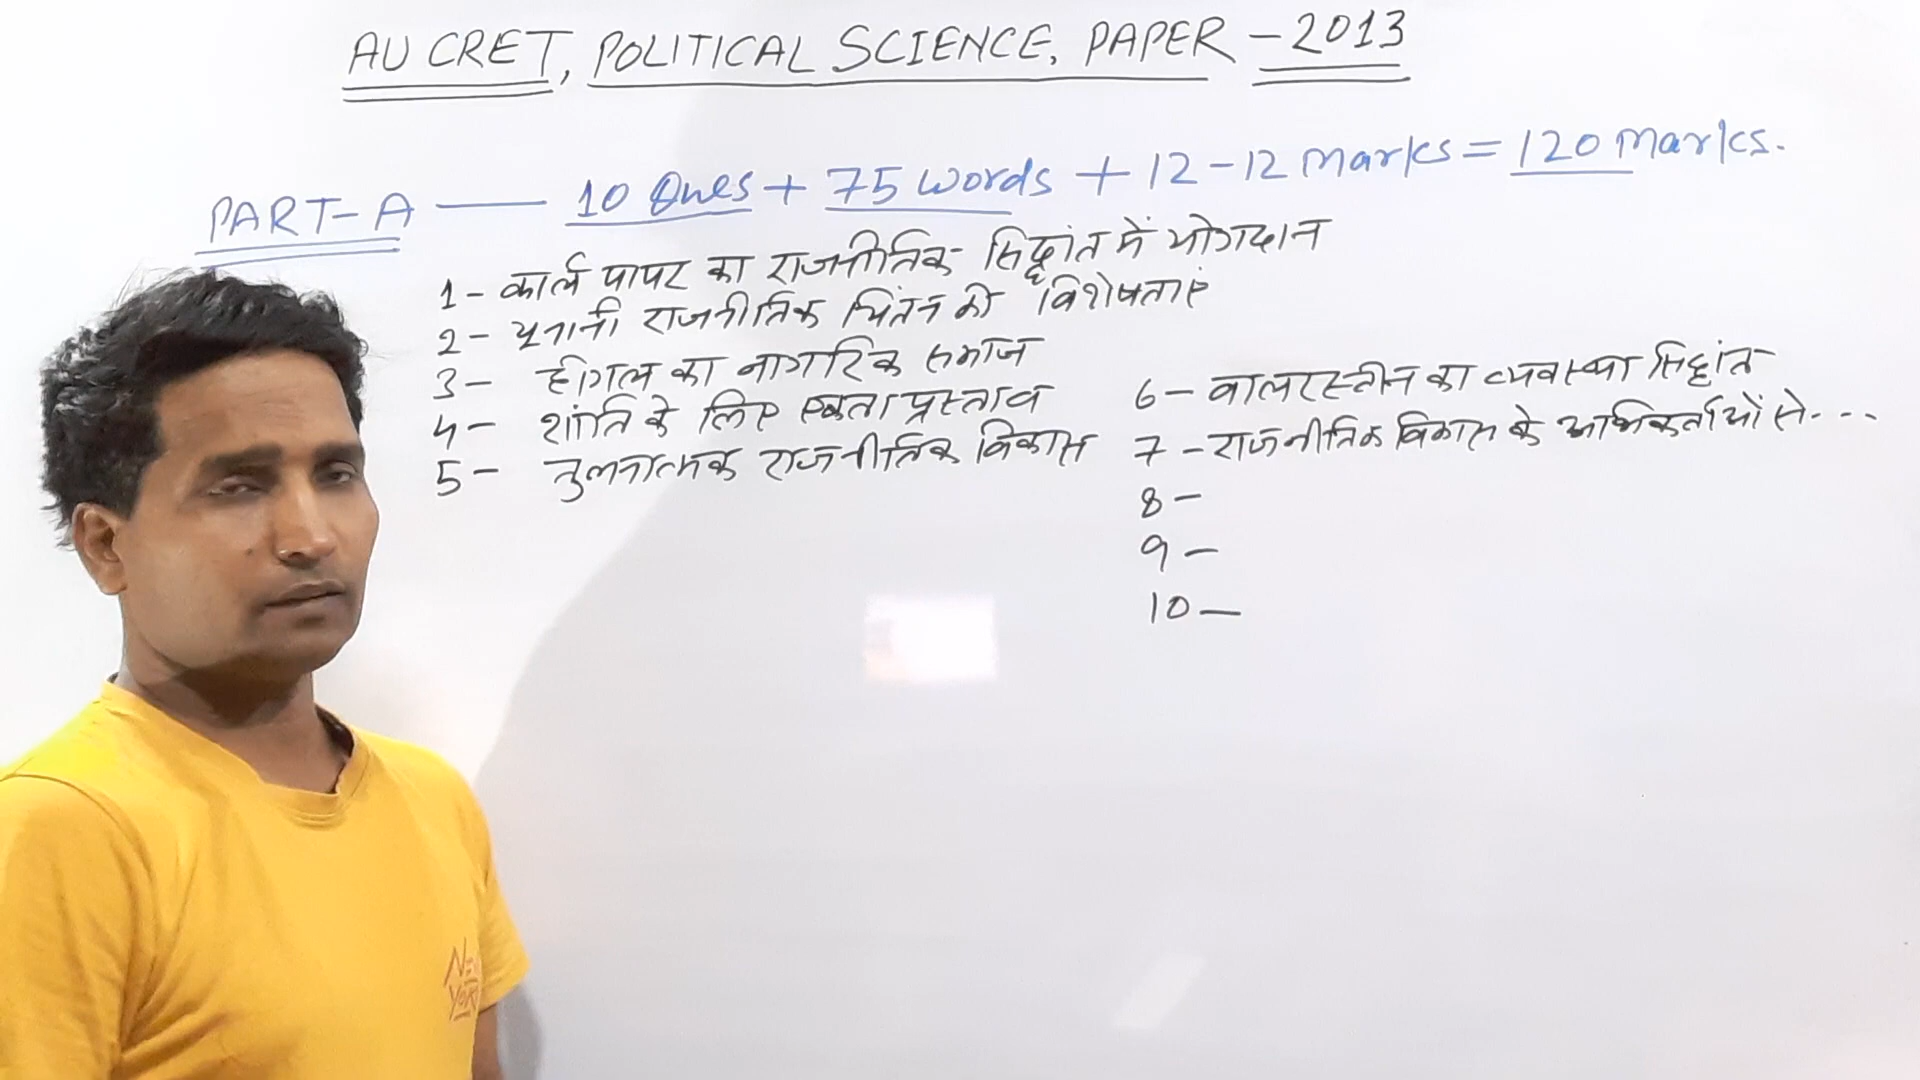 AU CRET, POLITICAL SCIENCE, PAPER - 2013
PART-A — 10 Ques + 75 words + 12-12 marks = 120 marks.
1- कार्ल पापर का राजनीतिक सिद्धांत में योगदान
2- यूनानी राजनीतिक चिंतन की विशेषताएं
3- हीगल का नागरिक समाज
4- शांति के लिए एकता प्रस्ताव
5- तुलनात्मक राजनीतिक विकास
6- वालरस्तीन का व्यवस्था सिद्दांत
7- राजनीतिक विकास के अभिकर्ताओं से....
8-
9-
10-
New
York